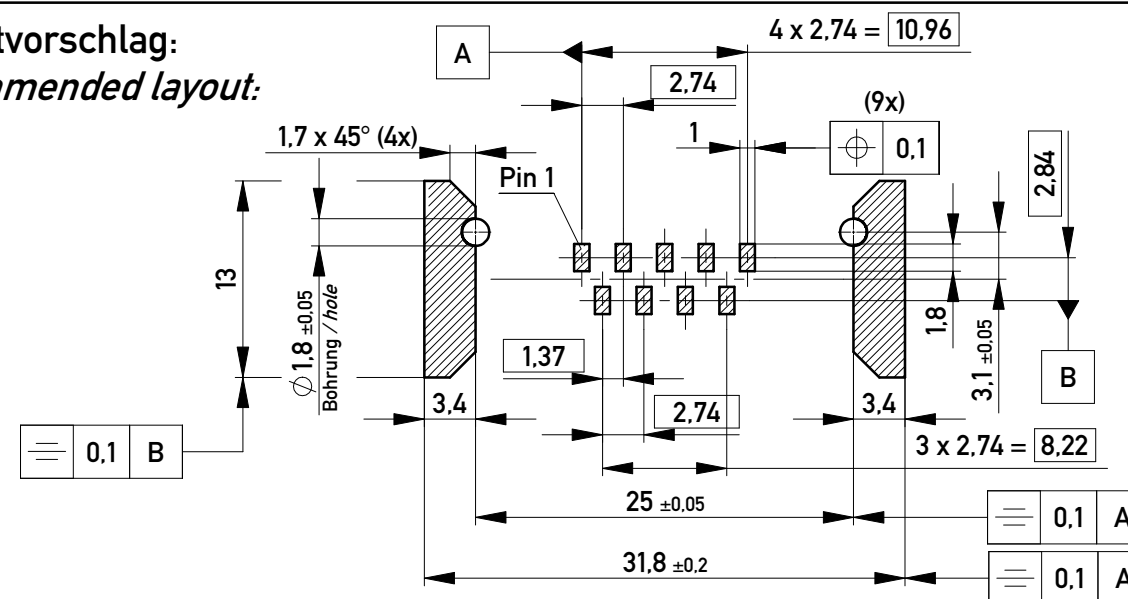 tvorschlag:
mmended layout:
A
4 x 2,74 = 10,96
2,74
(9x)
1,7 x 45° (4x)
1
0,1
2,84
Pin 1
13
Ø 1,8 ±0,05
Bohrung / hole
1,8
3,1 ±0,05
1,37
B
3,4
2,74
3,4
0,1 B
3 x 2,74 = 8,22
25 ±0,05
0,1 A
31,8 ±0,2
0,1 A